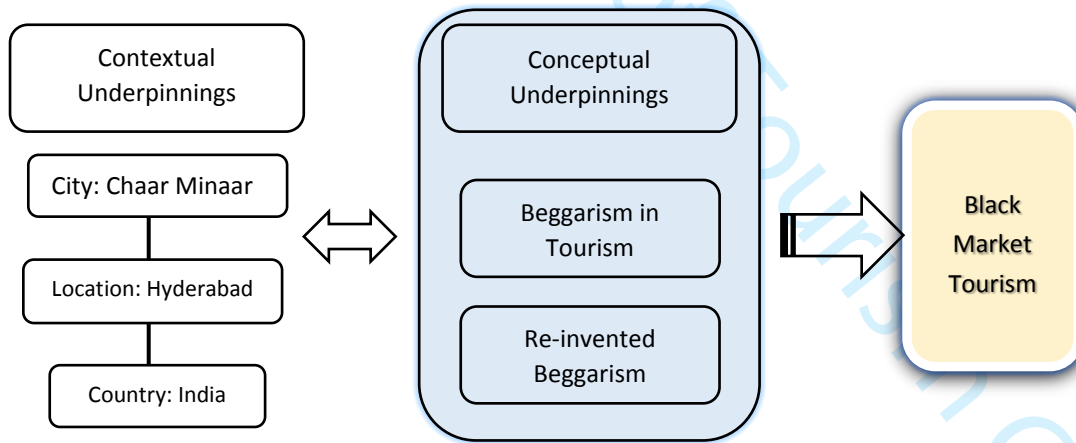 Contextual
Underpinnings
City: Chaar Minaar
Location: Hyderabad
Country: India
Conceptual
Underpinnings
Beggarism in
Tourism
Re-invented
Beggarism
Black
Market
Tourism